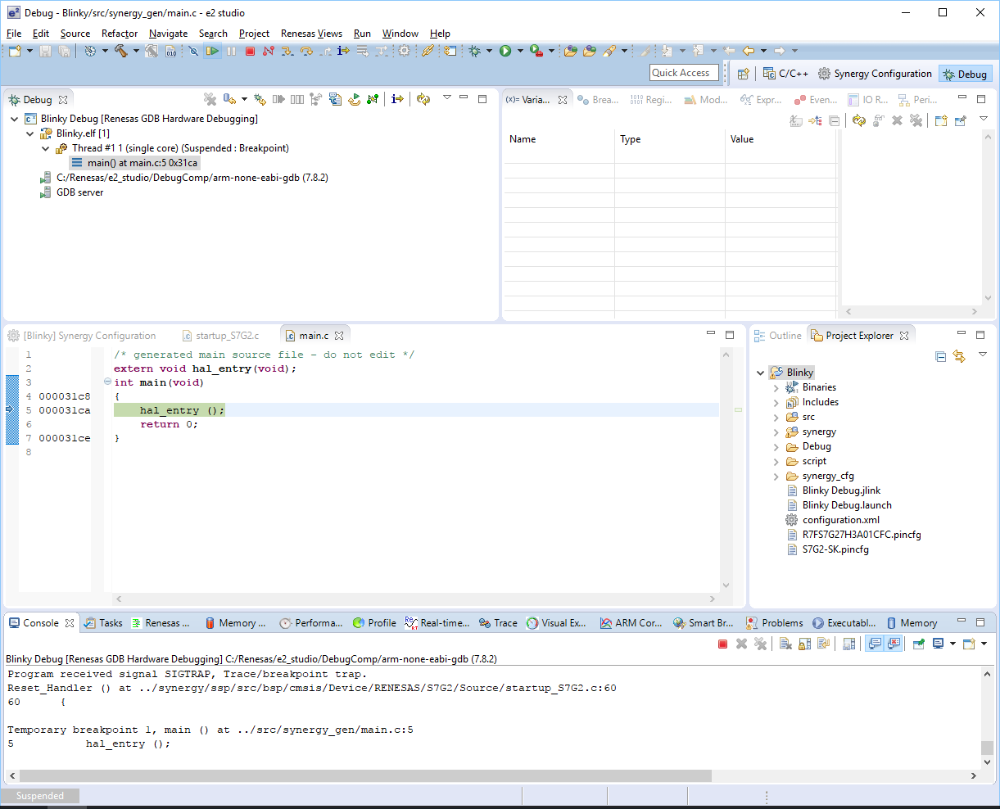 Debug - Blinky/src/synergy_gen/main.c - e2 studio
File Edit Source Refactor Navigate Search Project Renesas Views Run Window Help
Quick Access
C/C++ Synergy Configuration Debug
Debug
Blinky Debug [Renesas GDB Hardware Debugging]
Blinky.elf [1]
Thread #1 1 (single core) (Suspended : Breakpoint)
main() at main.c:5 0x31ca
C:/Renesas/e2_studio/DebugComp/arm-none-eabi-gdb (7.8.2)
GDB server
(x)= Varia... Brea... Regi... Mod... Expr... Even... IO R... Peri...
Name Type Value
[Blinky] Synergy Configuration startup_S7G2.c main.c
1 /* generated main source file - do not edit */
2 extern void hal_entry(void);
3 int main(void)
4 000031c8 {
5 000031ca hal_entry ();
6 return 0;
7 000031ce }
8
Outline Project Explorer
Blinky
Binaries
Includes
src
synergy
Debug
script
synergy_cfg
Blinky Debug.jlink
Blinky Debug.launch
configuration.xml
R7FS7G27H3A01CFC.pincfg
S7G2-SK.pincfg
Console Tasks Renesas ... Memory ... Performa... Profile Real-time... Trace Visual Ex... ARM Cor... Smart Br... Problems Executabl... Memory
Blinky Debug [Renesas GDB Hardware Debugging] C:/Renesas/e2_studio/DebugComp/arm-none-eabi-gdb (7.8.2)
Program received signal SIGTRAP, Trace/breakpoint trap.
Reset_Handler () at ../synergy/ssp/src/bsp/cmsis/Device/RENESAS/S7G2/Source/startup_S7G2.c:60
60 {
Temporary breakpoint 1, main () at ../src/synergy_gen/main.c:5
5 hal_entry ();
Suspended